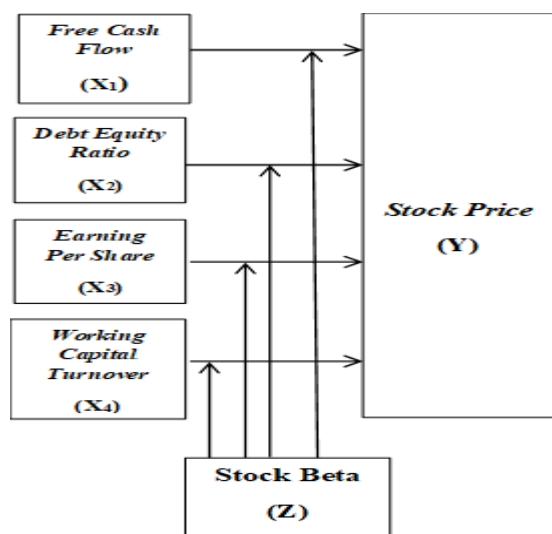 Free Cash
Flow
(X1)
Debt Equity
Ratio
(X2)
Earning
Per Share
(X3)
Working
Capital
Turnover
(X4)
Stock Price
(Y)
Stock Beta
(Z)